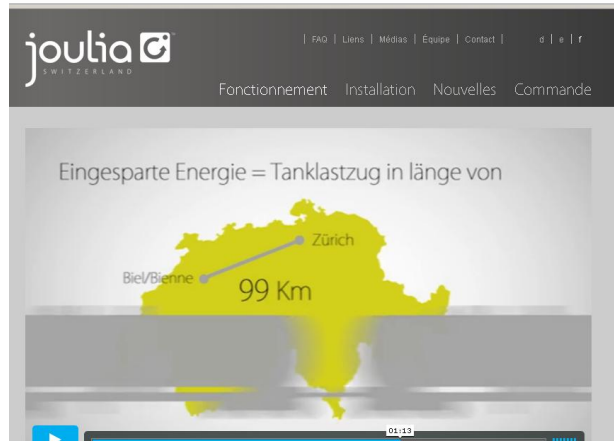 joulia
SWITZERLAND
| FAQ | Liens | Médias | Équipe | Contact | d | e | f
Fonctionnement Installation Nouvelles Commande
Eingesparte Energie = Tanklastzug in länge von
Zürich
Biel/Bienne
99 Km
01:13